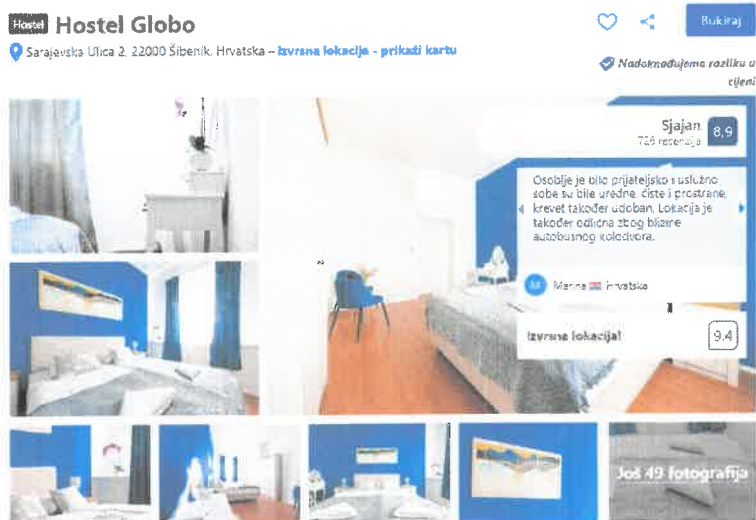 Hostel Hostel Globo
Bukiraj
Sarajevska Ulica 2, 22000 Šibenik, Hrvatska – Izvrsna lokacija - prikaži kartu
Nadoknađujemo razliku u
cijeni
Sjajan 8,9
726 recenzija
Osoblje je bilo prijateljsko i uslužno,
sobe su bile uredne, čiste i prostrane,
krevet također udoban. Lokacija je
također odlična zbog blizine
autobusnog kolodvora.
M Marina Hrvatska
Izvrsna lokacija! 9.4
Još 49 fotografija